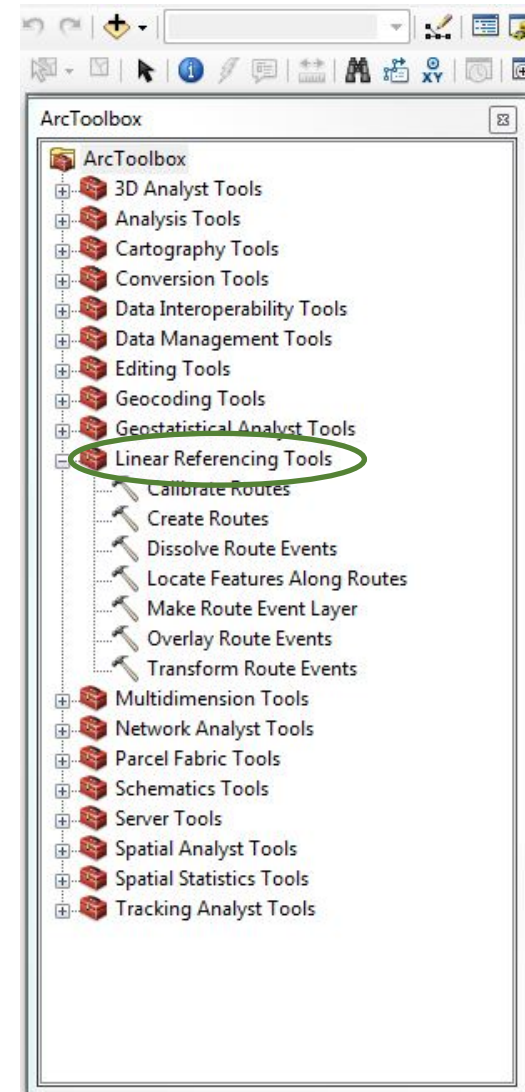 XY
ArcToolbox
ArcToolbox
3D Analyst Tools
Analysis Tools
Cartography Tools
Conversion Tools
Data Interoperability Tools
Data Management Tools
Editing Tools
Geocoding Tools
Geostatistical Analyst Tools
Linear Referencing Tools
Calibrate Routes
Create Routes
Dissolve Route Events
Locate Features Along Routes
Make Route Event Layer
Overlay Route Events
Transform Route Events
Multidimension Tools
Network Analyst Tools
Parcel Fabric Tools
Schematics Tools
Server Tools
Spatial Analyst Tools
Spatial Statistics Tools
Tracking Analyst Tools